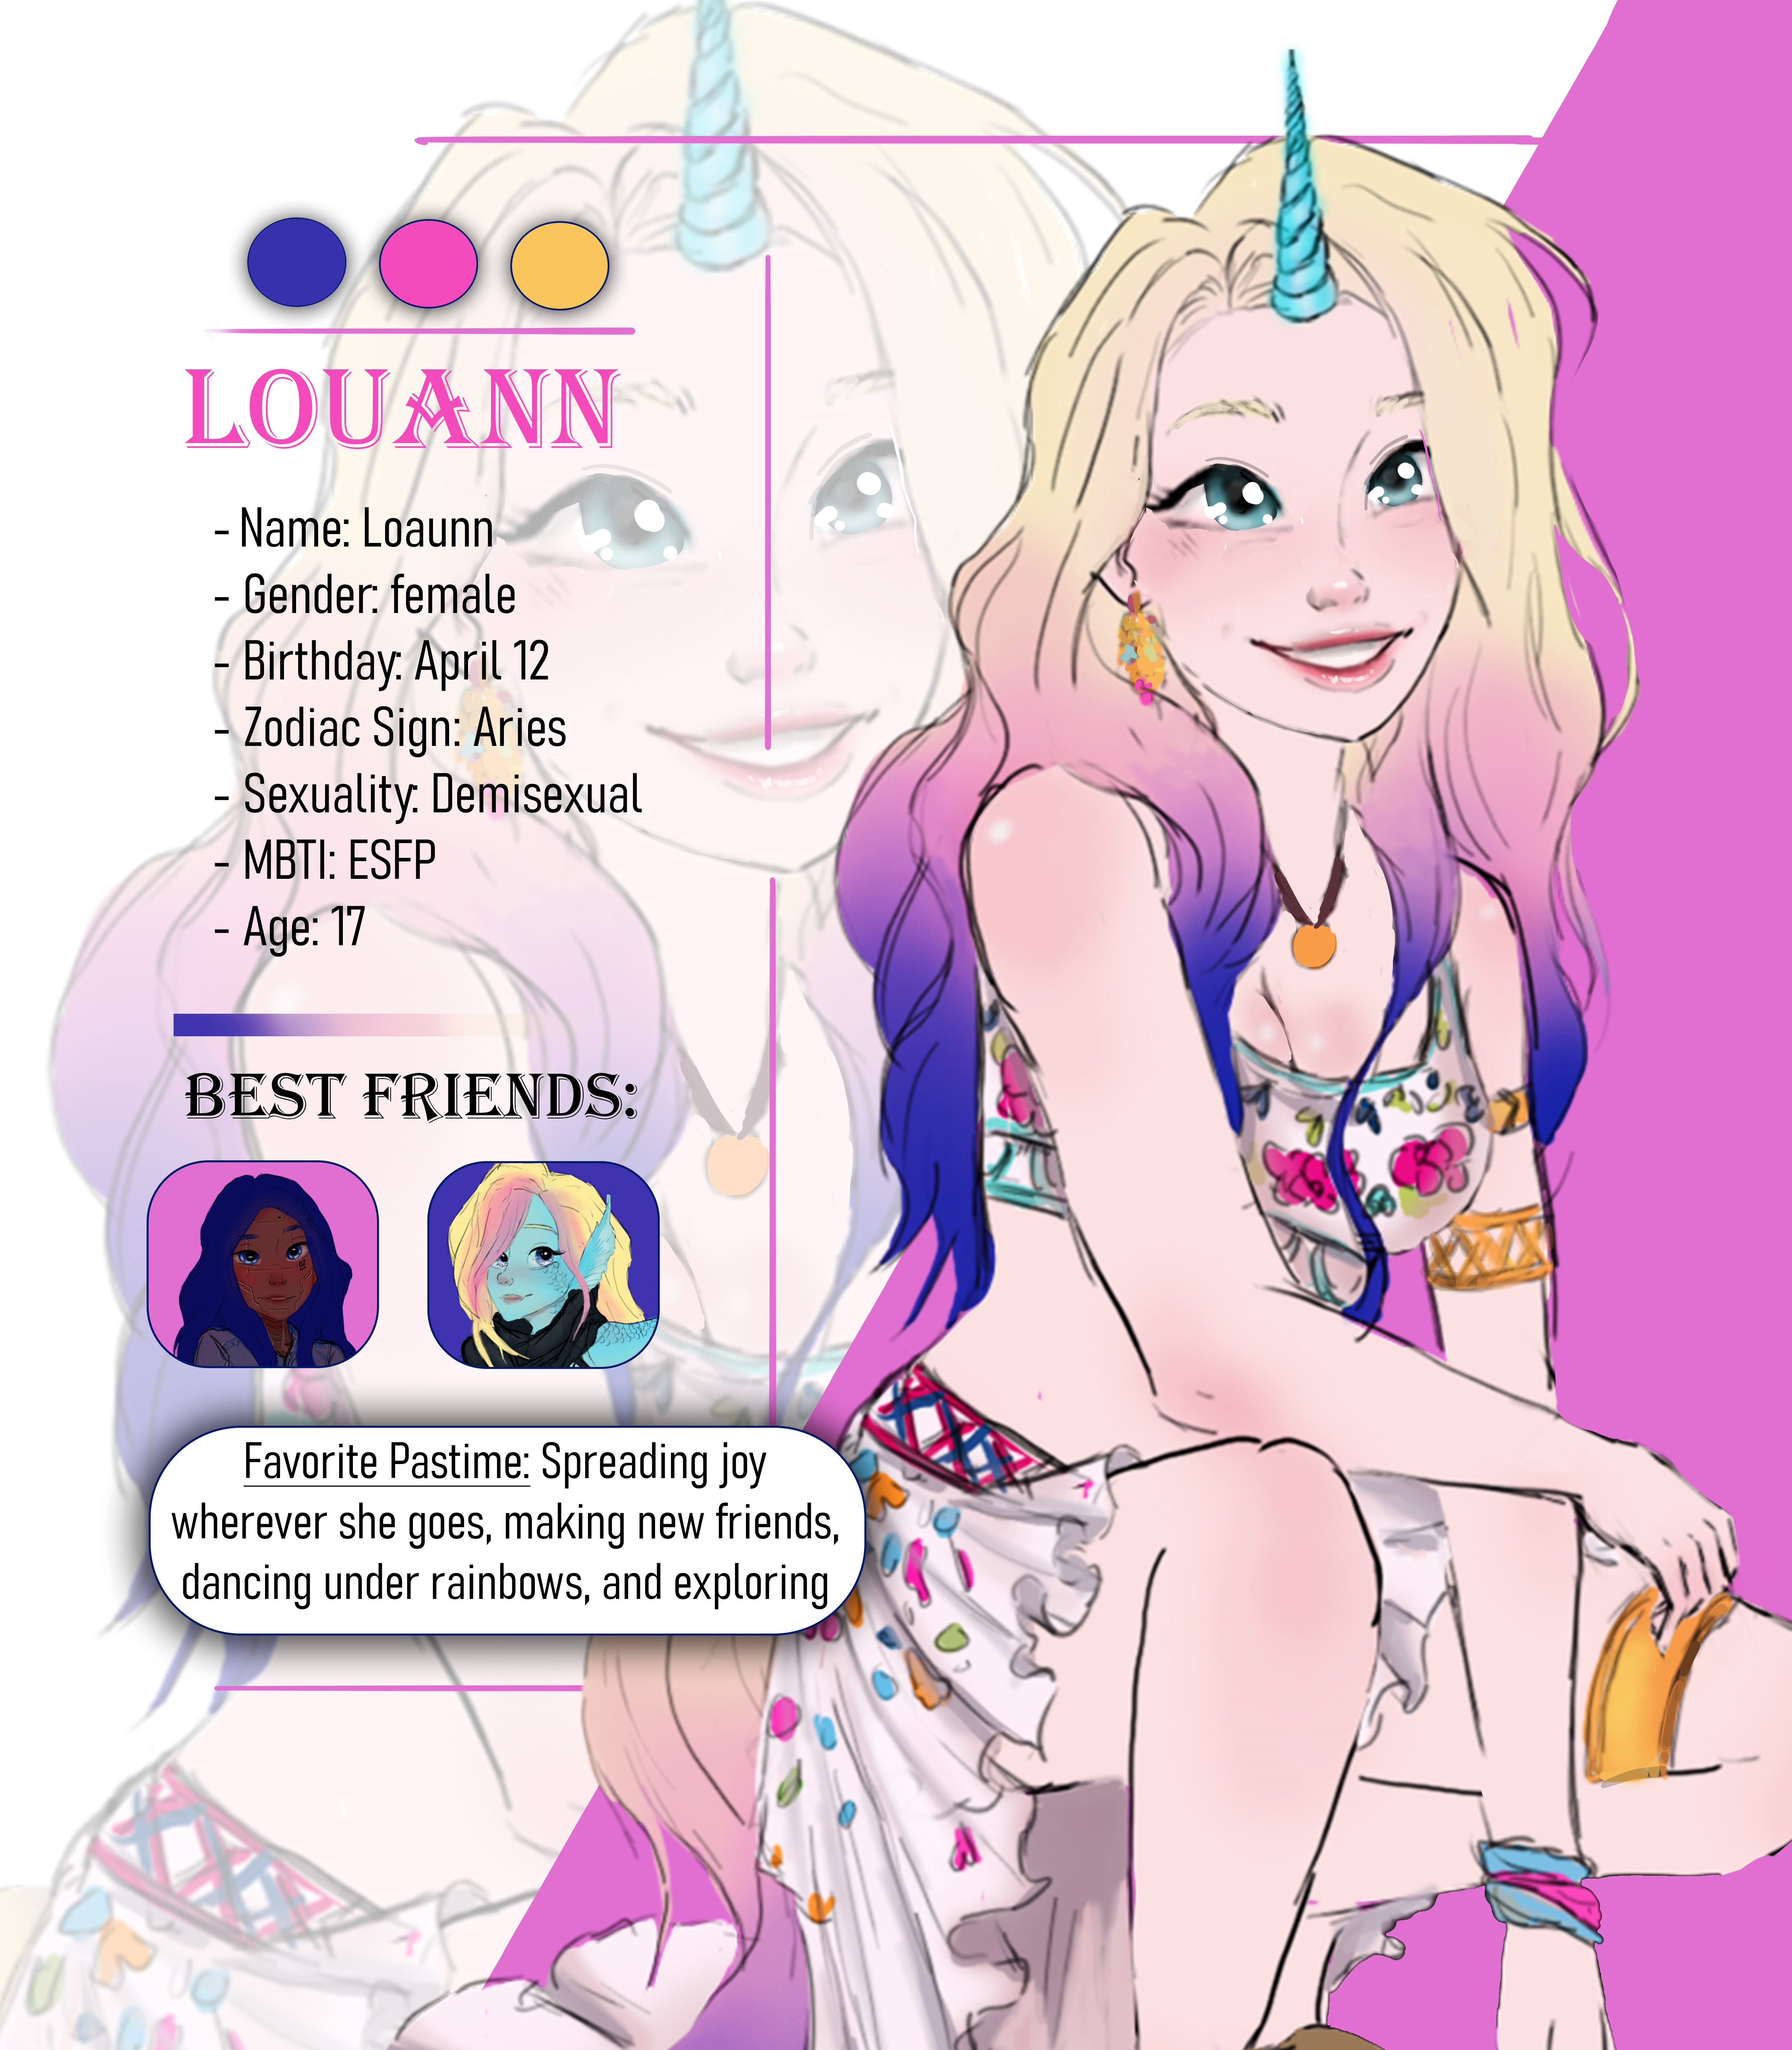 LOUANN
- Name: Loaunn
- Gender: female
- Birthday: April 12
- Zodiac Sign: Aries
- Sexuality: Demisexual
- MBTI: ESFP
- Age: 17
BEST FRIENDS:
Favorite Pastime: Spreading joy
wherever she goes, making new friends,
dancing under rainbows, and exploring